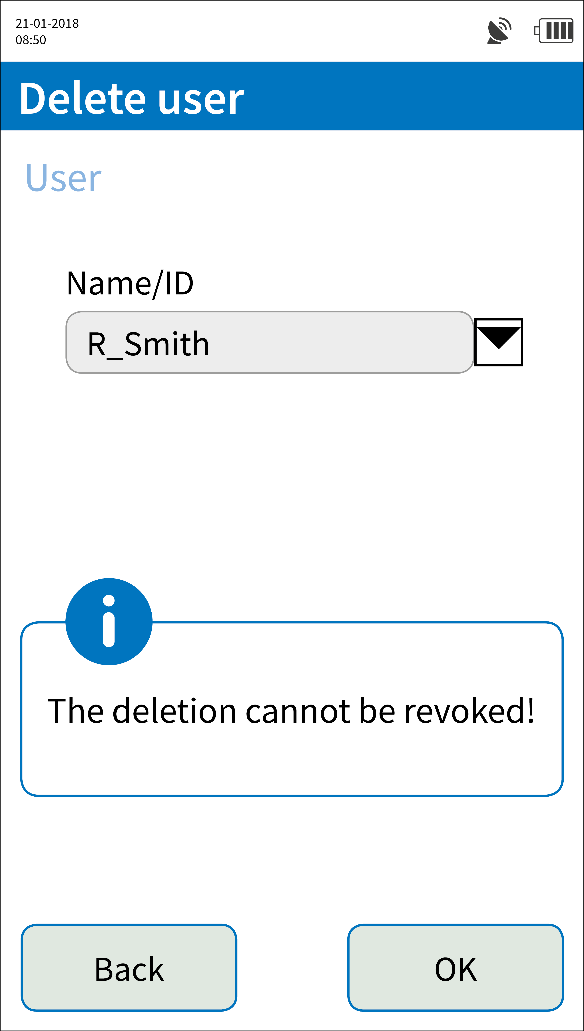 21-01-2018
08:50
Delete user
User
Name/ID
R_Smith
The deletion cannot be revoked!
Back
OK